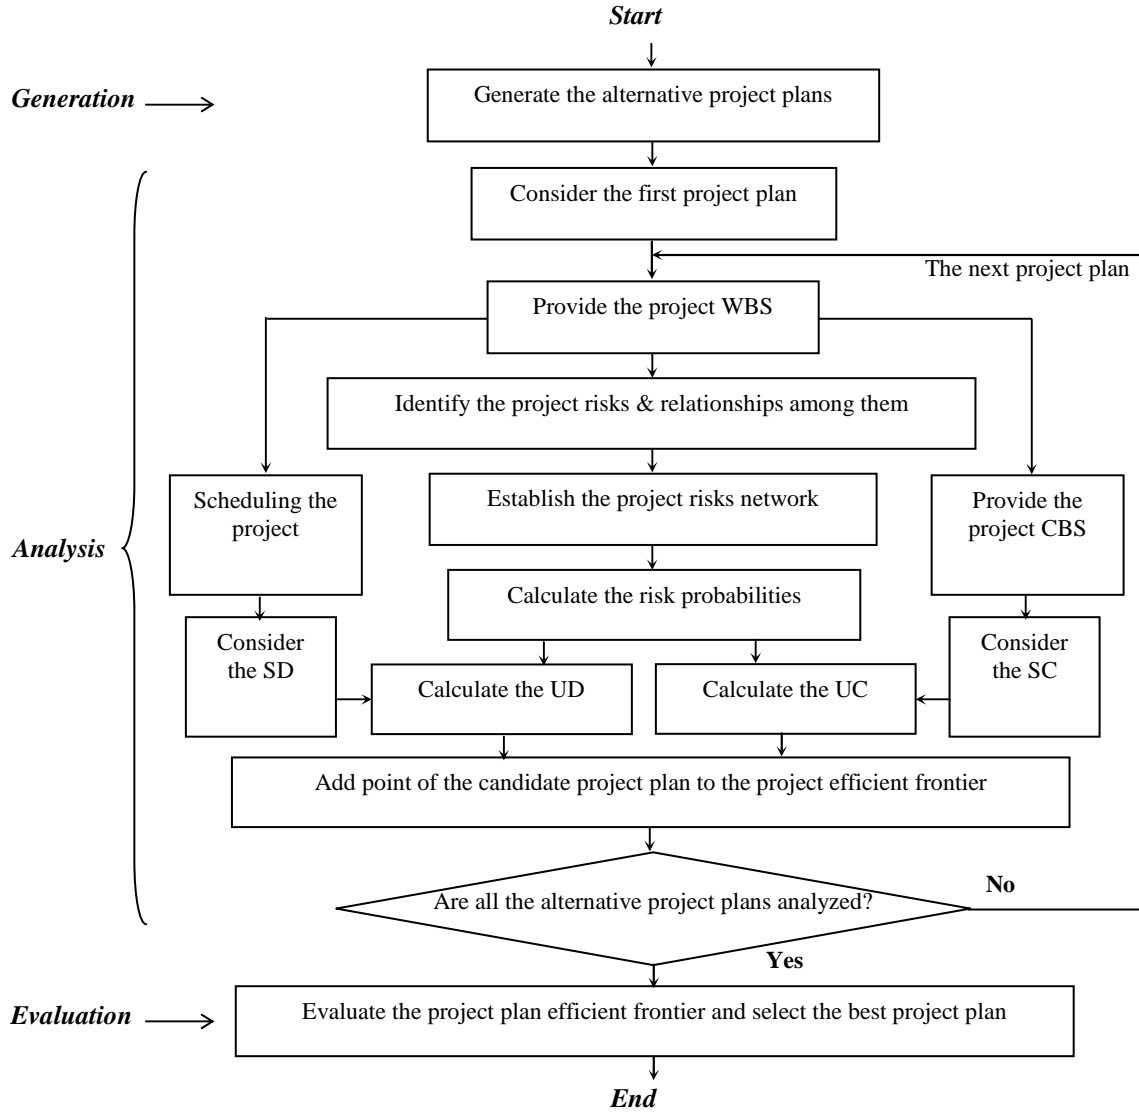 Start
Generation
Generate the alternative project plans
Consider the first project plan
The next project plan
Provide the project WBS
Identify the project risks & relationships among them
Scheduling the
project
Establish the project risks network
Provide the
project CBS
Analysis
Calculate the risk probabilities
Consider
the SD
Calculate the UD
Calculate the UC
Consider
the SC
Add point of the candidate project plan to the project efficient frontier
Are all the alternative project plans analyzed?
No
Yes
Evaluation
Evaluate the project plan efficient frontier and select the best project plan
End